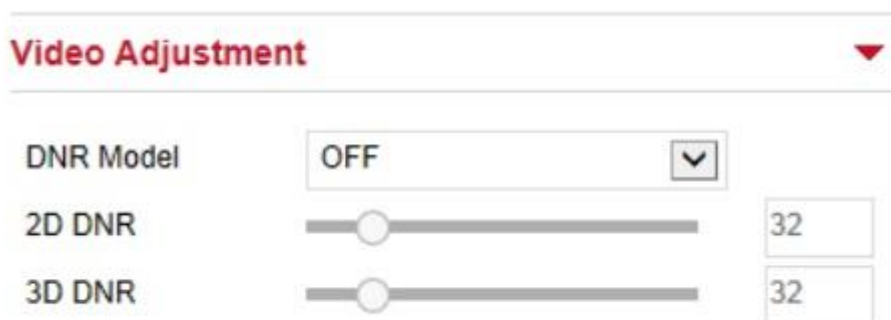 Video Adjustment
DNR Model OFF
2D DNR 32
3D DNR 32